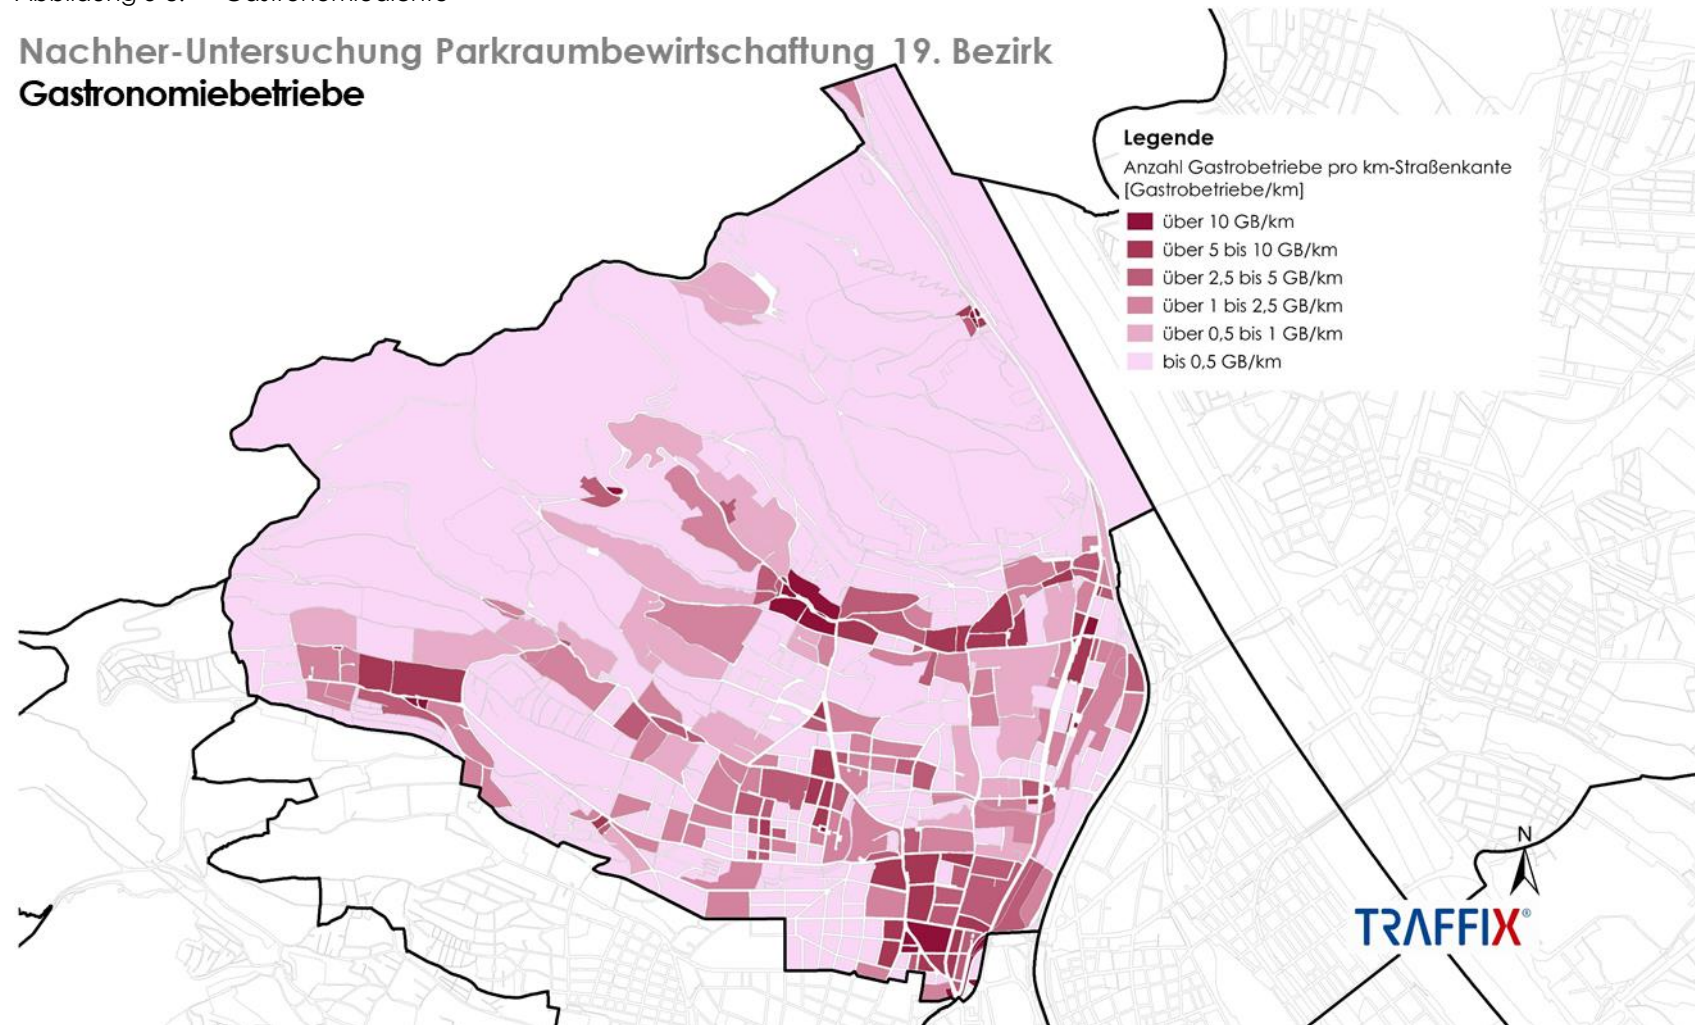 Nachher-Untersuchung Parkraumbewirtschaftung 19. Bezirk
Gastronomiebetriebe
Legende
Anzahl Gastrobetriebe pro km-Straßenkante
[Gastrobetriebe/km]
über 10 GB/km
über 5 bis 10 GB/km
über 2,5 bis 5 GB/km
über 1 bis 2,5 GB/km
über 0,5 bis 1 GB/km
bis 0,5 GB/km
N
TRAFFIX®